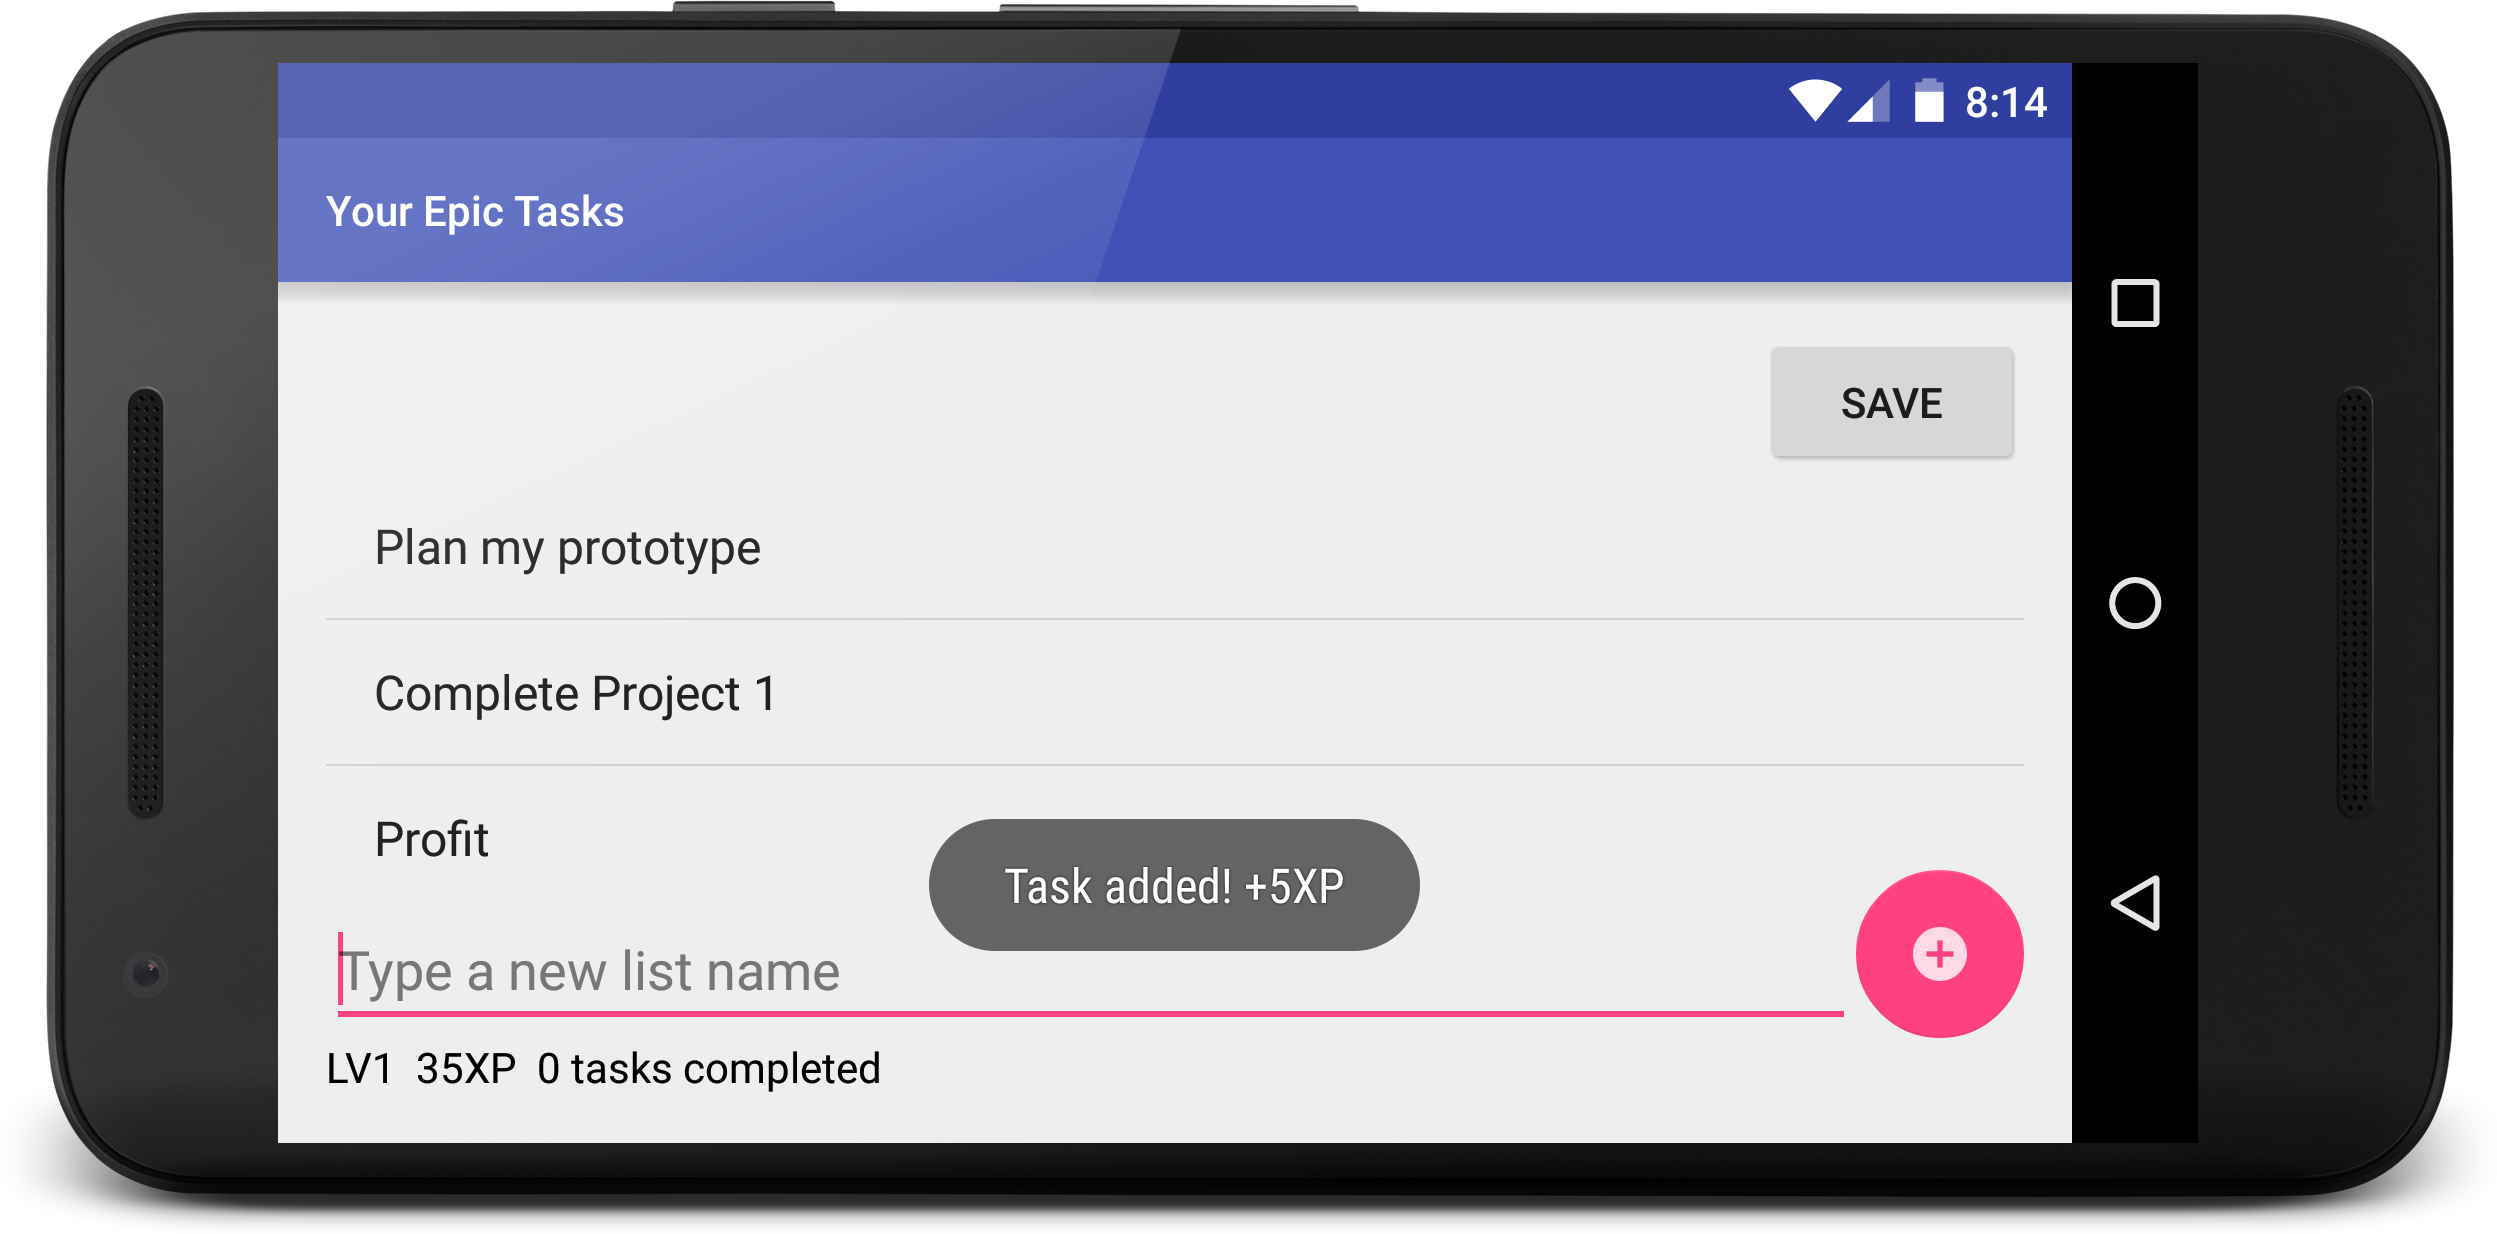 8:14
Your Epic Tasks
SAVE
Plan my prototype
Complete Project 1
Profit
Task added! +5XP
Type a new list name
LV1 35XP 0 tasks completed